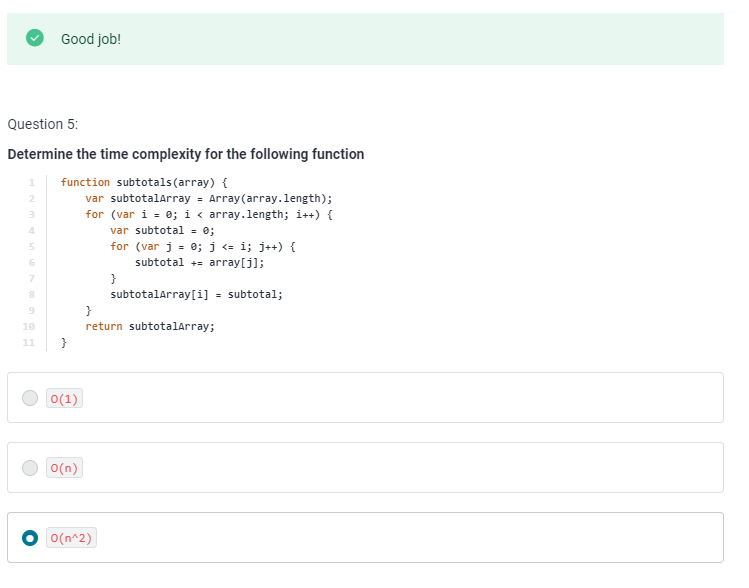 Good job!
Question 5:
Determine the time complexity for the following function
1 function subtotals(array) {
2     var subtotalArray = Array(array.length);
3     for (var i = 0; i < array.length; i++) {
4         var subtotal = 0;
5         for (var j = 0; j <= i; j++) {
6             subtotal += array[j];
7         }
8         subtotalArray[i] = subtotal;
9     }
10     return subtotalArray;
11 }
O(1)
O(n)
O(n^2)